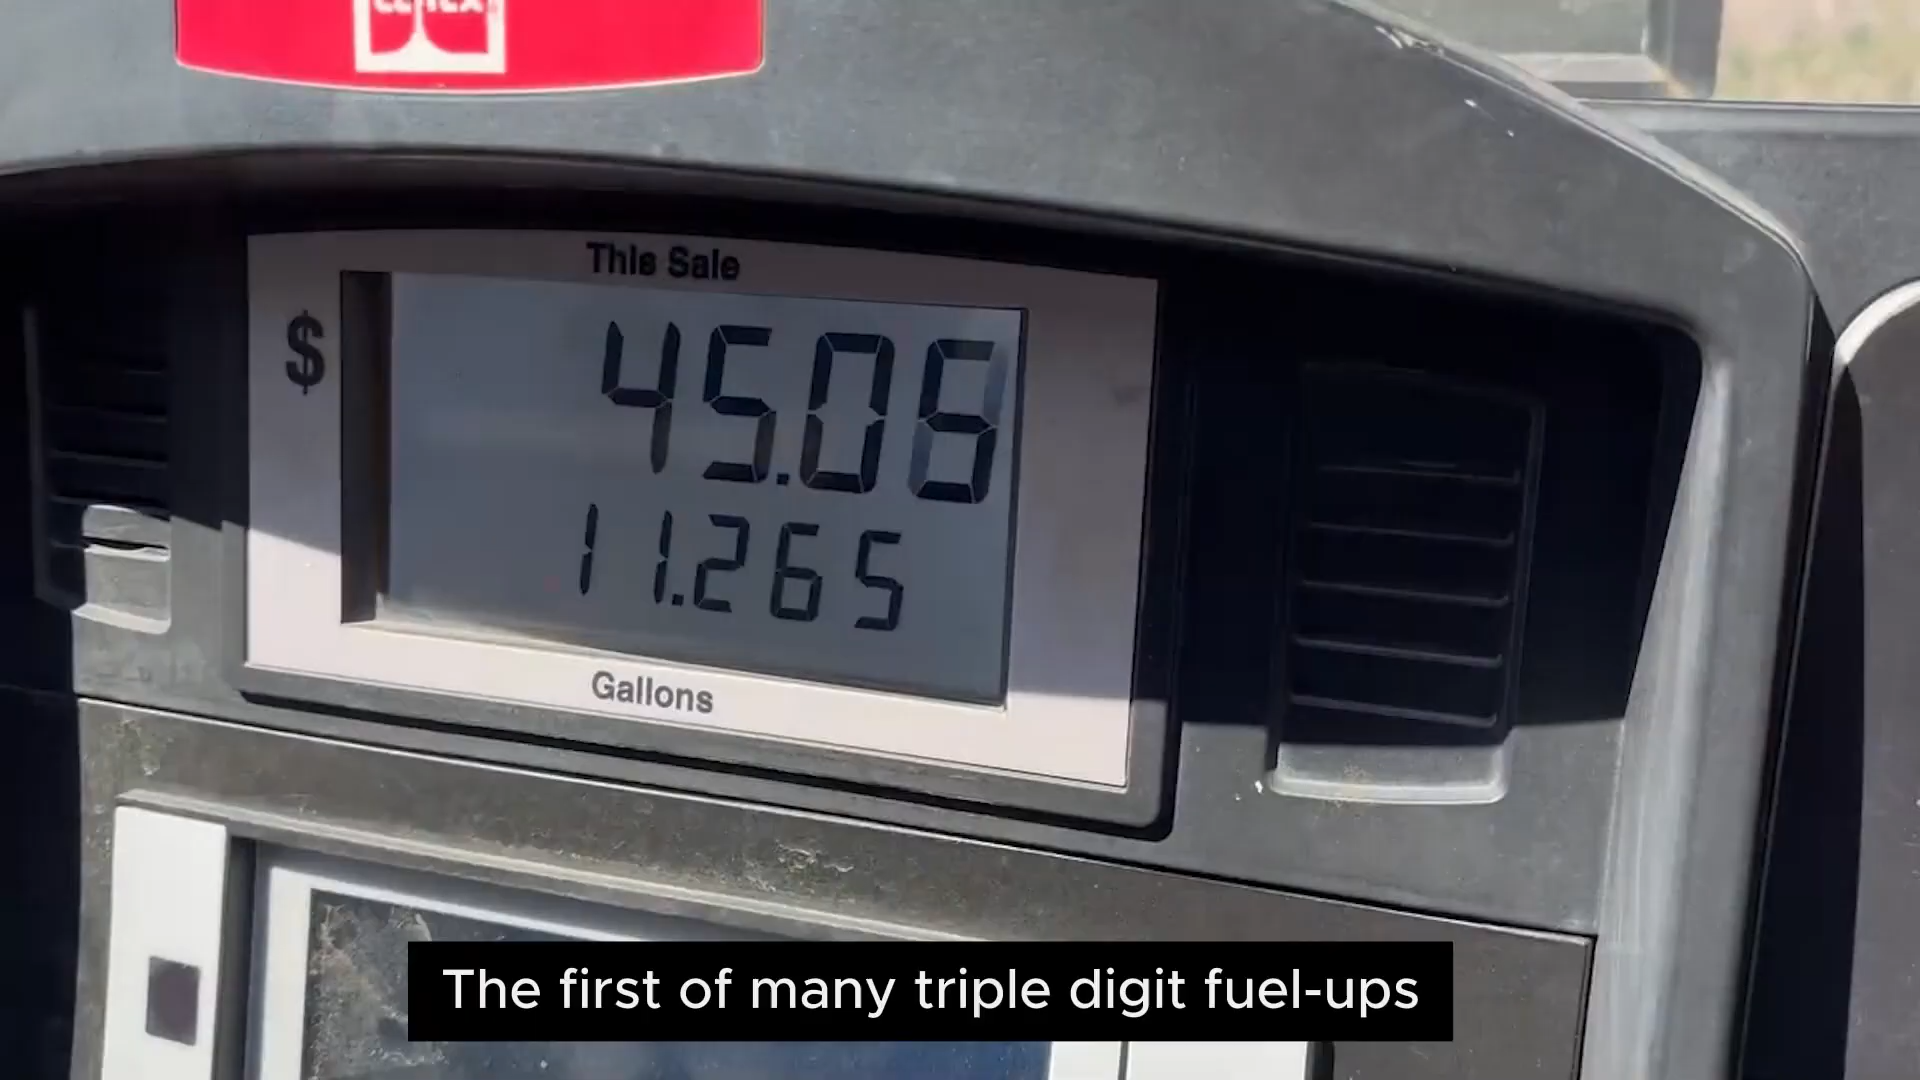 This Sale
$
45.06
11.265
Gallons
The first of many triple digit fuel-ups